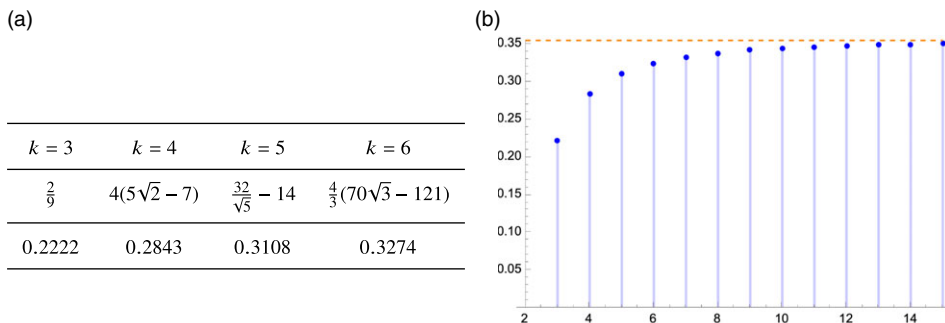 (a)
k = 3 k = 4 k = 5 k = 6
2/9 4(5√2 − 7) 32/√5 − 14 4/3(70√3 − 121)
0.2222 0.2843 0.3108 0.3274
(b)
0.35
0.30
0.25
0.20
0.15
0.10
0.05
2 4 6 8 10 12 14